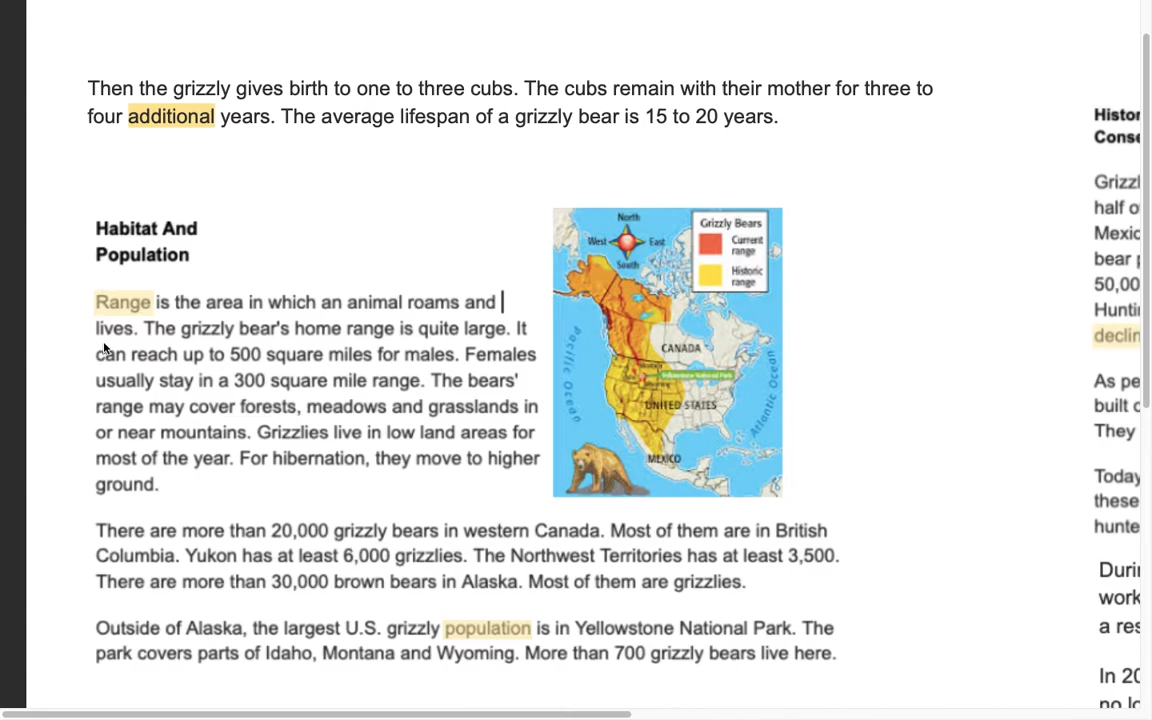 Then the grizzly gives birth to one to three cubs. The cubs remain with their mother for three to
four additional years. The average lifespan of a grizzly bear is 15 to 20 years.
Habitat And
Population
Range is the area in which an animal roams and
lives. The grizzly bear's home range is quite large. It
can reach up to 500 square miles for males. Females
usually stay in a 300 square mile range. The bears'
range may cover forests, meadows and grasslands in
or near mountains. Grizzlies live in low land areas for
most of the year. For hibernation, they move to higher
ground.
North
West
East
South
Grizzly Bears
Current
range
Historic
range
Pacific Ocean
CANADA
Montana
Wyoming
Yellowstone National Park
UNITED STATES
Atlantic Ocean
MEXICO
There are more than 20,000 grizzly bears in western Canada. Most of them are in British
Columbia. Yukon has at least 6,000 grizzlies. The Northwest Territories has at least 3,500.
There are more than 30,000 brown bears in Alaska. Most of them are grizzlies.
Outside of Alaska, the largest U.S. grizzly population is in Yellowstone National Park. The
park covers parts of Idaho, Montana and Wyoming. More than 700 grizzly bears live here.
Histor
Conse
Grizzl
half o
Mexic
bear p
50,00
Hunti
declin
As pe
built o
They
Today
these
hunte
Durin
work
a res
In 20
no lo